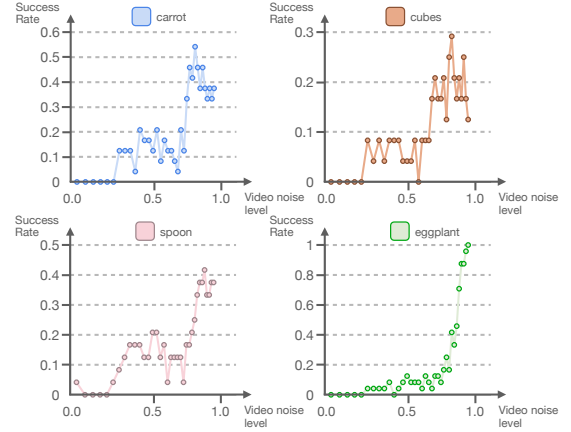 Success
Rate
carrot
0.6
0.5
0.4
0.3
0.2
0.1
0
0.0
0.5
1.0
Video noise
level
Success
Rate
cubes
0.3
0.2
0.1
0
0.0
0.5
1.0
Video noise
level
Success
Rate
spoon
0.5
0.4
0.3
0.2
0.1
0
0.0
0.5
1.0
Video noise
level
Success
Rate
eggplant
1
0.8
0.6
0.4
0.2
0
0.0
0.5
1.0
Video noise
level